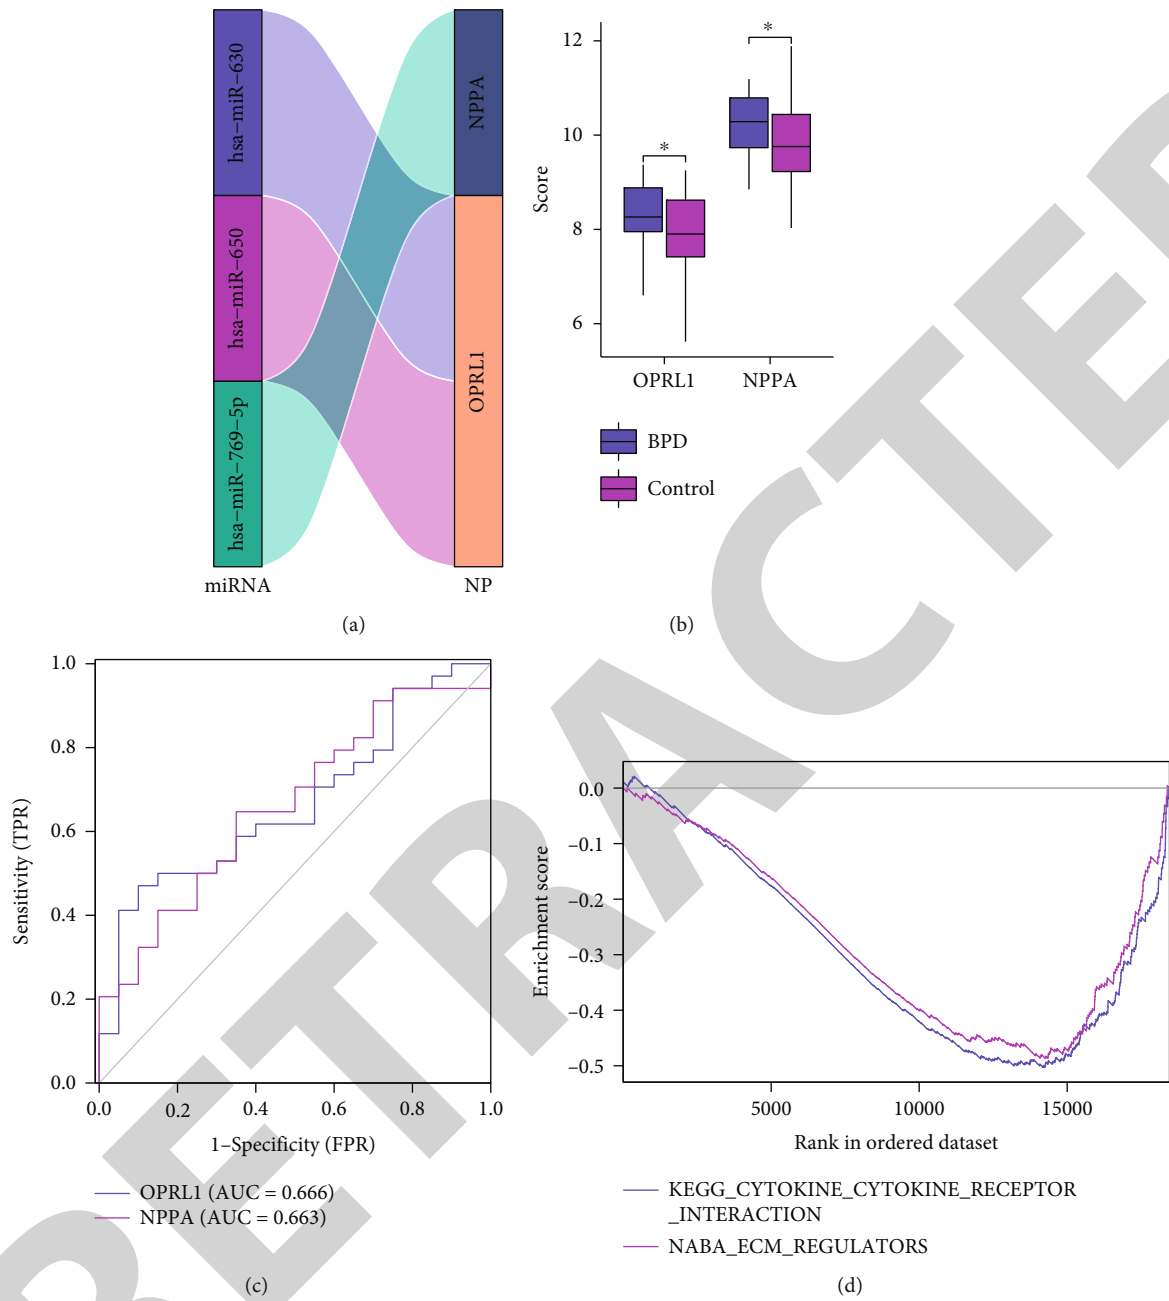 hsa−miR−630
hsa−miR−650
hsa−miR−769−5p
NPPA
OPRL1
miRNA
NP
(a)
Score
12
10
8
6
*
*
OPRL1
NPPA
BPD
Control
(b)
Sensitivity (TPR)
1.0
0.8
0.6
0.4
0.2
0.0
0.0
0.2
0.4
0.6
0.8
1.0
1−Specificity (FPR)
OPRL1 (AUC = 0.666)
NPPA (AUC = 0.663)
(c)
Enrichment score
0.0
−0.1
−0.2
−0.3
−0.4
−0.5
5000
10000
15000
Rank in ordered dataset
KEGG_CYTOKINE_CYTOKINE_RECEPTOR
_INTERACTION
NABA_ECM_REGULATORS
(d)
RETRACTED